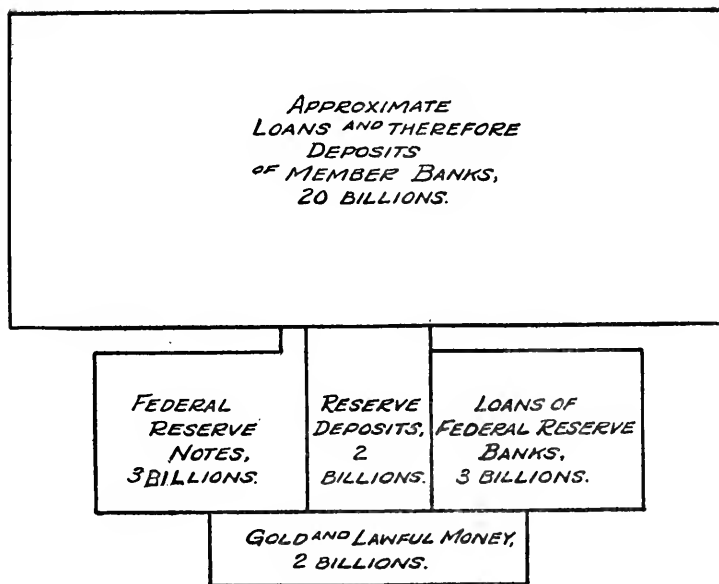 APPROXIMATE
LOANS AND THEREFORE
DEPOSITS
OF MEMBER BANKS,
20 BILLIONS.
FEDERAL
RESERVE
NOTES,
3 BILLIONS.
RESERVE
DEPOSITS,
2
BILLIONS.
LOANS OF
FEDERAL RESERVE
BANKS,
3 BILLIONS.
GOLD AND LAWFUL MONEY,
2 BILLIONS.